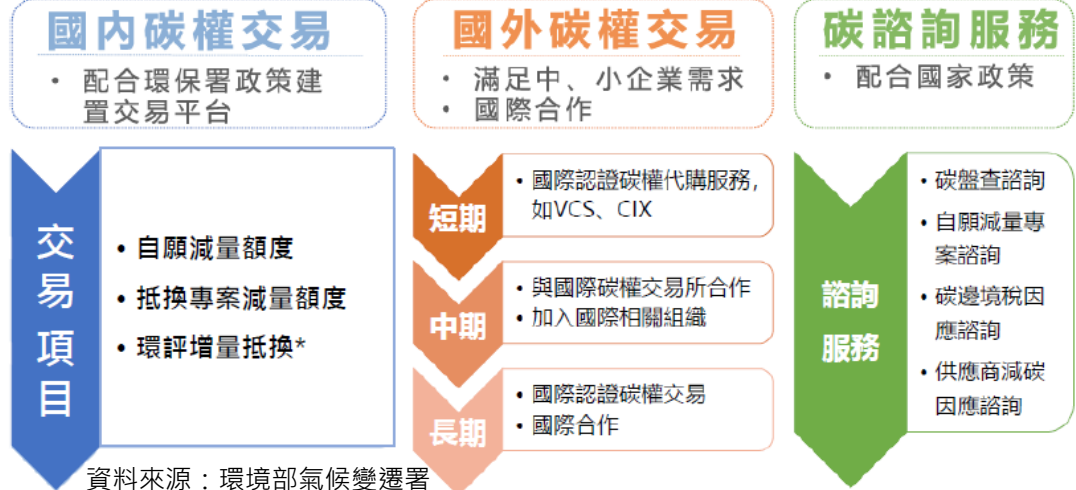 國內碳權交易
• 配合環保署政策建
置交易平台
交易項目
• 自願減量額度
• 抵換專案減量額度
• 環評增量抵換*
國外碳權交易
• 滿足中、小企業需求
• 國際合作
短期
• 國際認證碳權代購服務,
如VCS、CIX
中期
• 與國際碳權交易所合作
• 加入國際相關組織
長期
• 國際認證碳權交易
• 國際合作
碳諮詢服務
• 配合國家政策
諮詢
服務
• 碳盤查諮詢
• 自願減量專
案諮詢
• 碳邊境稅因
應諮詢
• 供應商減碳
因應諮詢
資料來源：環境部氣候變遷署